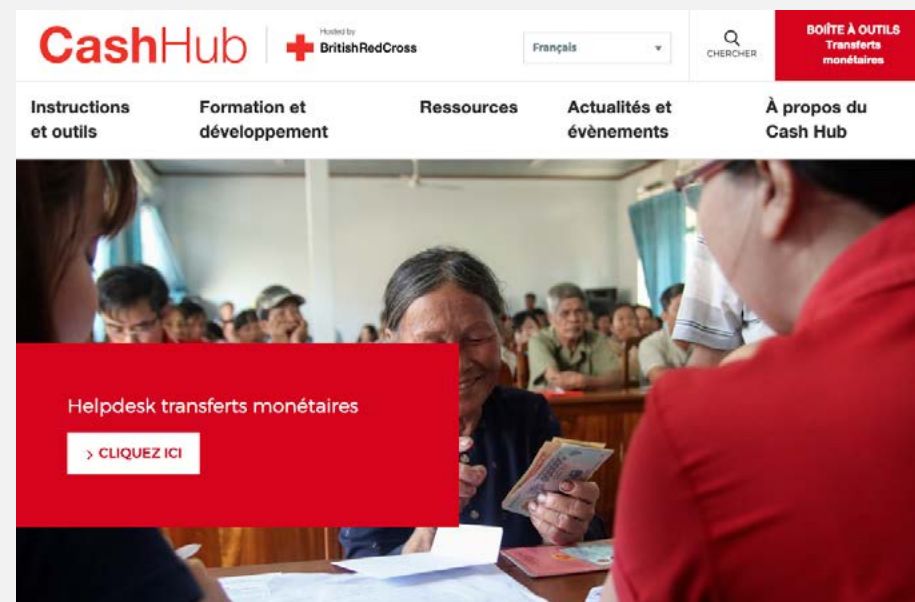 CashHub
Hosted by
BritishRedCross
Français
CHERCHER
BOIÎTE À OUTILS
Transferts
monétaires
Instructions
et outils
Formation et
développement
Ressources
Actualités et
évènements
À propos du
Cash Hub
Helpdesk transferts monétaires
> CLIQUEZ ICI